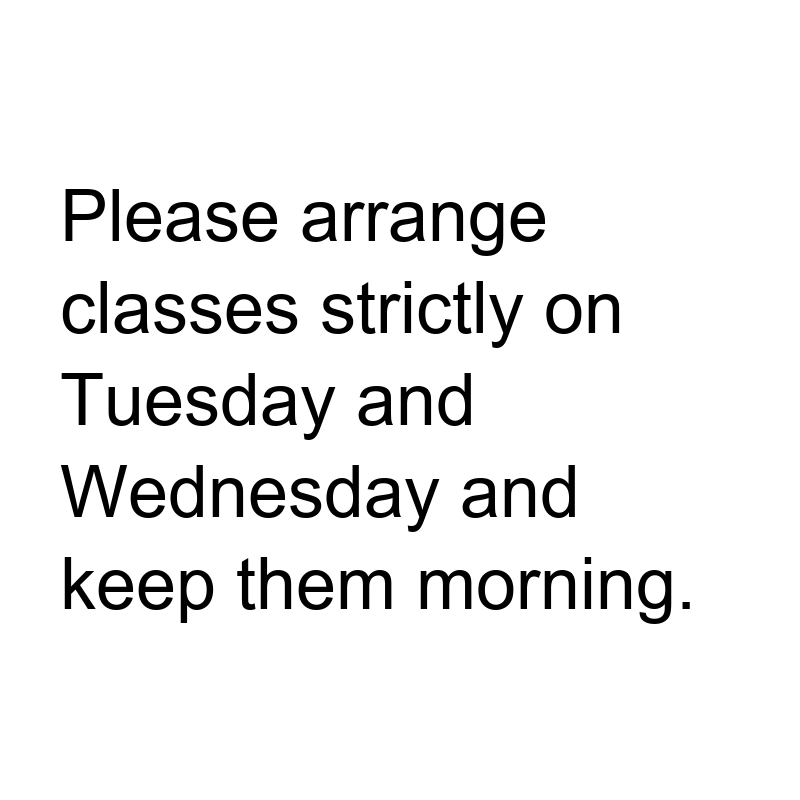 Please arrange
classes strictly on
Tuesday and
Wednesday and
keep them morning.